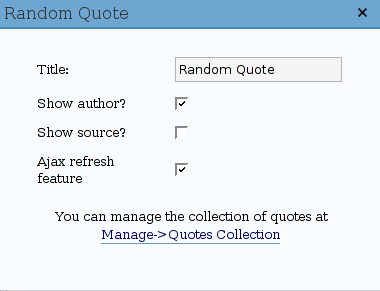 Random Quote
Title: Random Quote
Show author?
Show source?
Ajax refresh
feature
You can manage the collection of quotes at
Manage->Quotes Collection